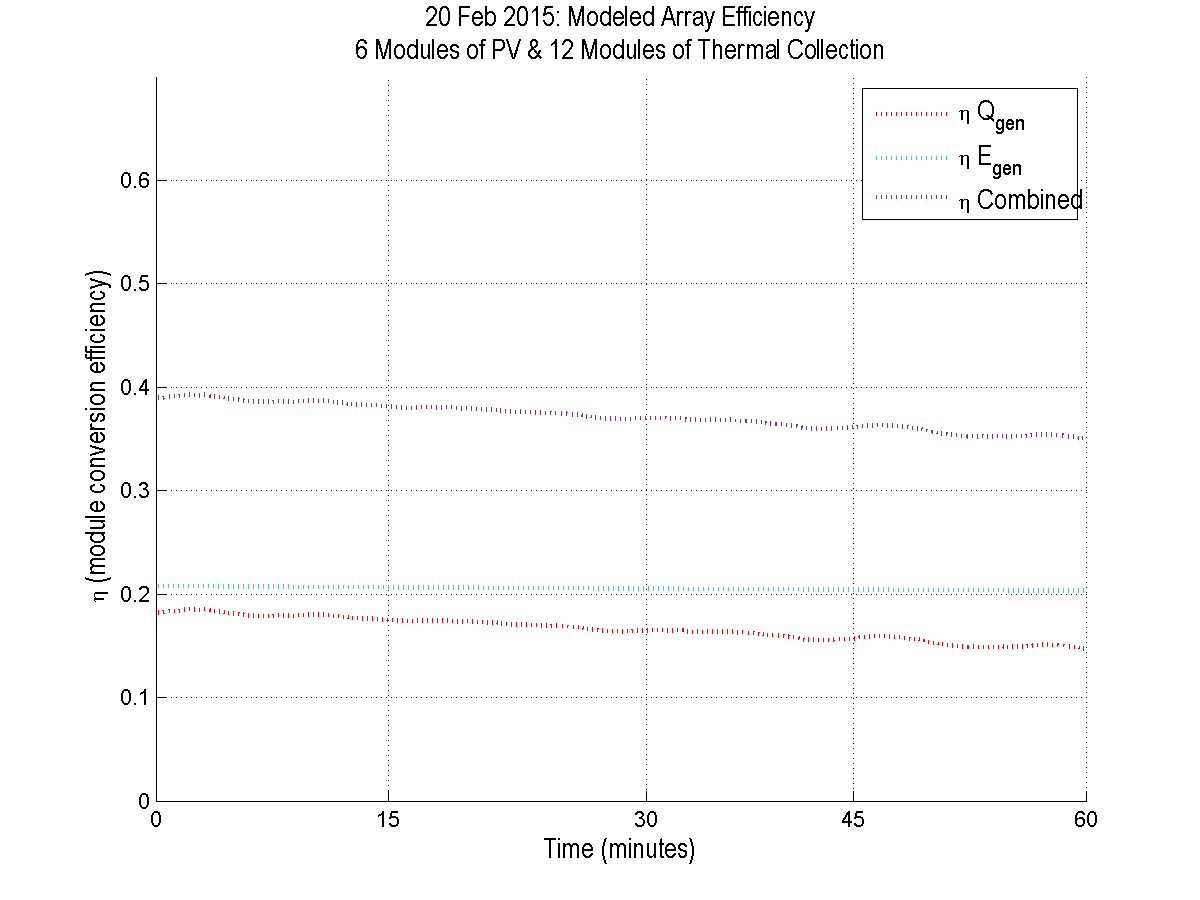 20 Feb 2015: Modeled Array Efficiency
6 Modules of PV & 12 Modules of Thermal Collection
η Qgen
η Egen
η Combined
η (module conversion efficiency)
0.6
0.5
0.4
0.3
0.2
0.1
0
0 15 30 45 60
Time (minutes)